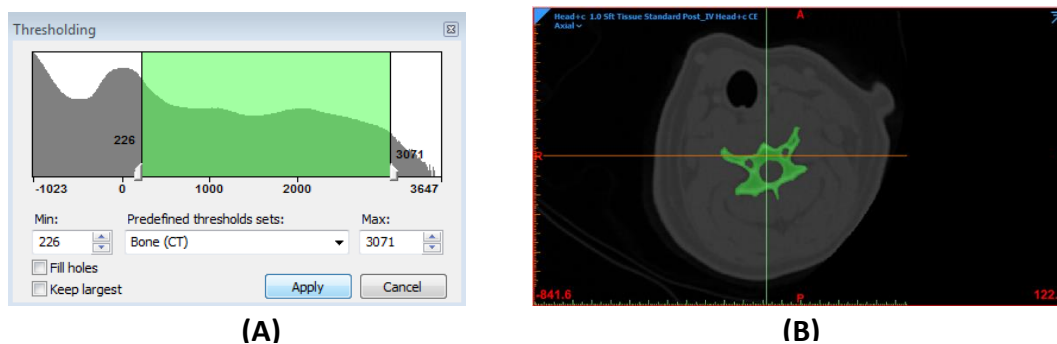 Thresholding
226
3071
-1023 0 1000 2000 3647
Min: Predefined thresholds sets: Max:
226 Bone (CT) 3071
Fill holes
Keep largest
Apply Cancel
(A)
Head+c 1.0 Sft Tissue Standard Post_IV Head+c CE
Axial
A
R
P
-841.6 122.
(B)